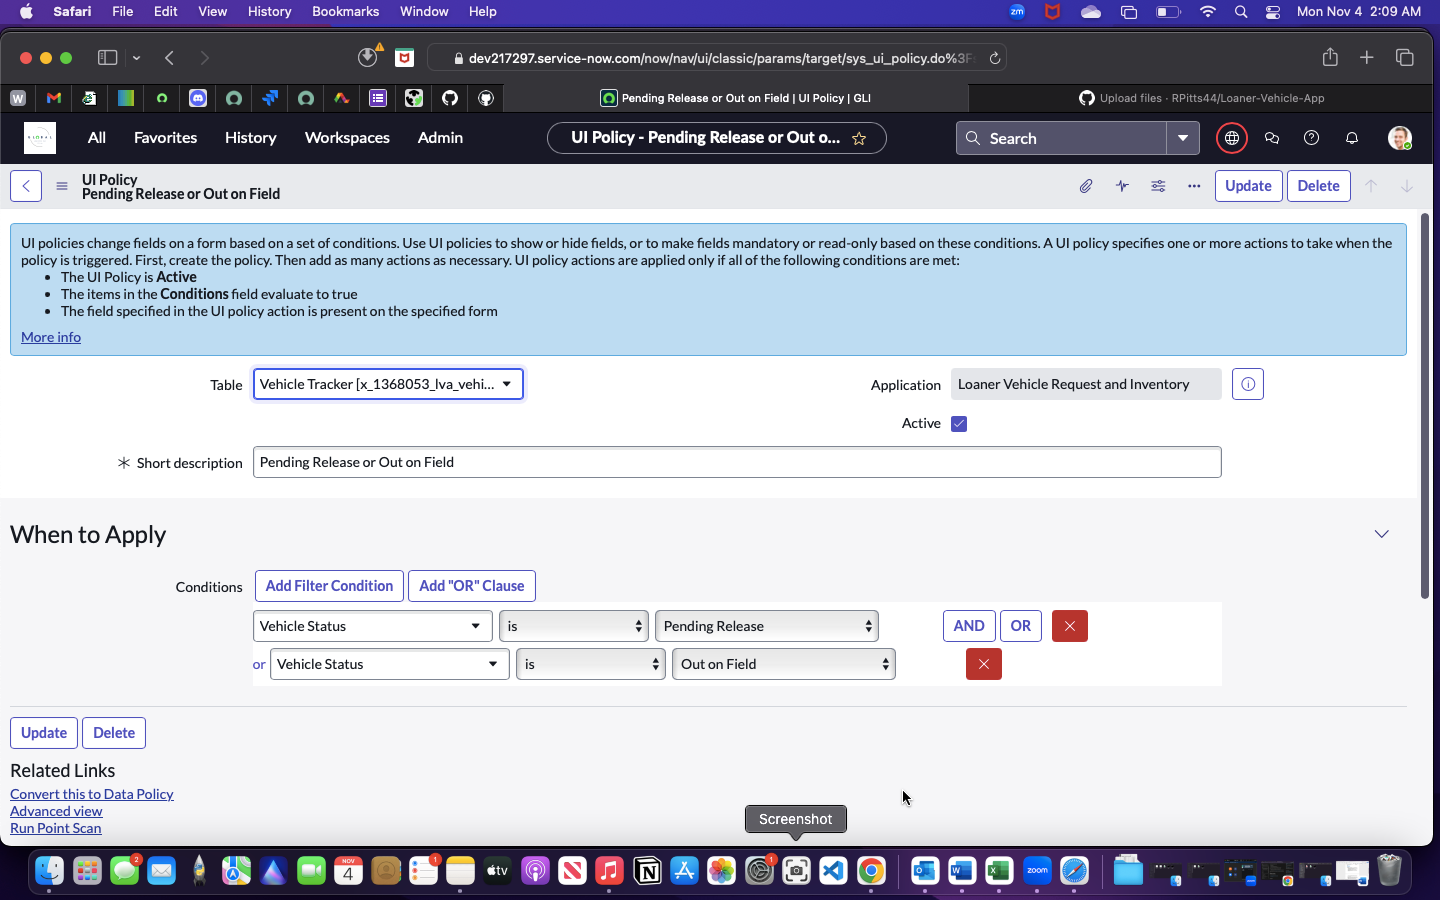 Safari File Edit View History Bookmarks Window Help zm Mon Nov 4 2:09 AM
dev217297.service-now.com/now/nav/ui/classic/params/target/sys_ui_policy.do%3F
W Pending Release or Out on Field | UI Policy | GLI Upload files · RPitts44/Loaner-Vehicle-App
All Favorites History Workspaces Admin UI Policy - Pending Release or Out o... Search
UI Policy
Pending Release or Out on Field
Update Delete
UI policies change fields on a form based on a set of conditions. Use UI policies to show or hide fields, or to make fields mandatory or read-only based on these conditions. A UI policy specifies one or more actions to take when the
policy is triggered. First, create the policy. Then add as many actions as necessary. UI policy actions are applied only if all of the following conditions are met:
• The UI Policy is Active
• The items in the Conditions field evaluate to true
• The field specified in the UI policy action is present on the specified form
More info
Table Vehicle Tracker [x_1368053_lva_vehi... Application Loaner Vehicle Request and Inventory
Active
Short description Pending Release or Out on Field
When to Apply
Conditions Add Filter Condition Add "OR" Clause
Vehicle Status is Pending Release AND OR
or Vehicle Status is Out on Field
Update Delete
Related Links
Convert this to Data Policy
Advanced view
Run Point Scan
Screenshot
2 NOV 4 1 tv 1 zoom